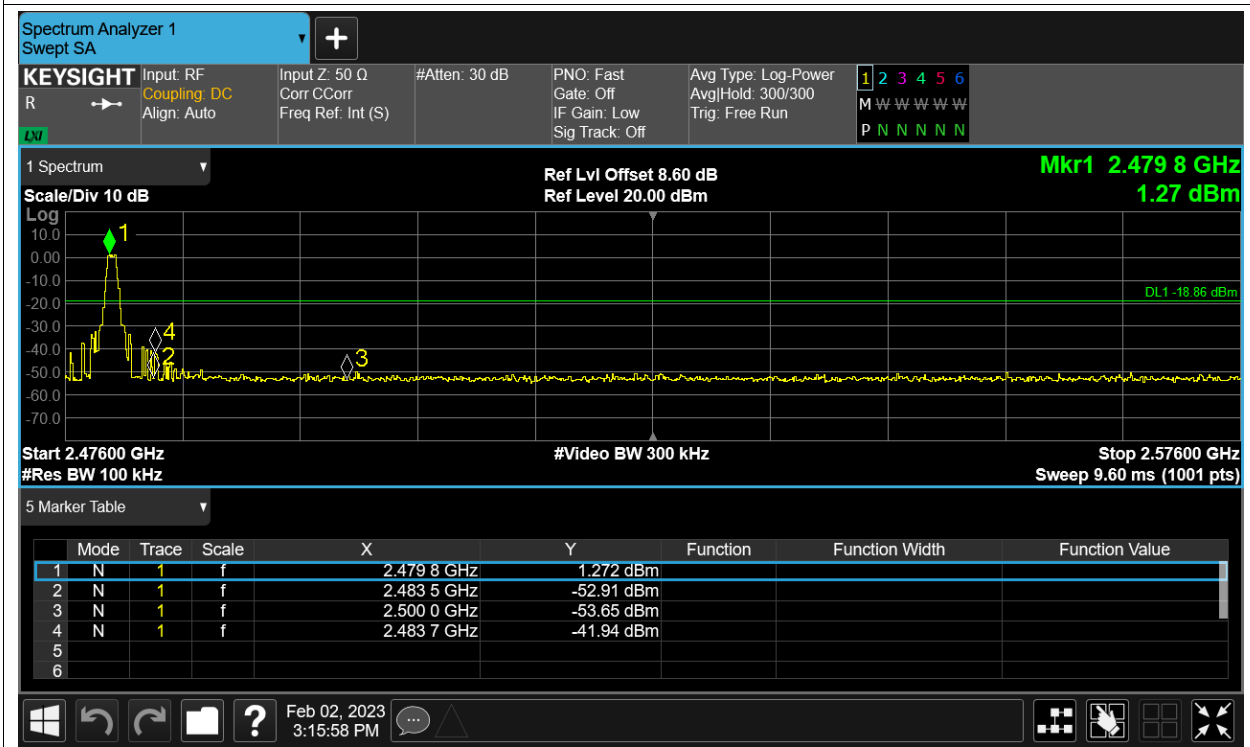 Spectrum Analyzer 1
Swept SA
KEYSIGHT Input: RF Input Z: 50 Ω #Atten: 30 dB PNO: Fast Avg Type: Log-Power 1 2 3 4 5 6
R Coupling: DC Corr CCorr Gate: Off Avg|Hold: 300/300 M W W W W W
Align: Auto Freq Ref: Int (S) IF Gain: Low Trig: Free Run
LXI Sig Track: Off P N N N N N
1 Spectrum Ref Lvl Offset 8.60 dB Mkr1 2.479 8 GHz
Scale/Div 10 dB Ref Level 20.00 dBm 1.27 dBm
Log
10.0 1
0.00
-10.0
DL1 -18.86 dBm
-20.0
-30.0
4
-40.0
2 3
-50.0
-60.0
-70.0
Start 2.47600 GHz #Video BW 300 kHz Stop 2.57600 GHz
#Res BW 100 kHz Sweep 9.60 ms (1001 pts)
5 Marker Table
Mode Trace Scale X Y Function Function Width Function Value
1 N 1 f 2.479 8 GHz 1.272 dBm
2 N 1 f 2.483 5 GHz -52.91 dBm
3 N 1 f 2.500 0 GHz -53.65 dBm
4 N 1 f 2.483 7 GHz -41.94 dBm
5
6
? Feb 02, 2023
3:15:58 PM